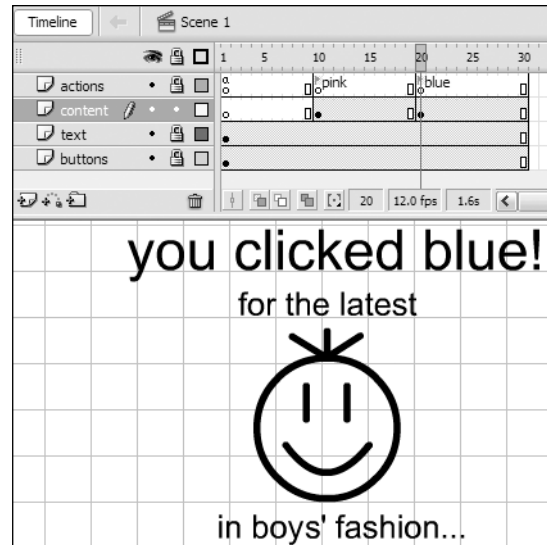 Timeline Scene 1
1 5 10 15 20 25 30
actions a pink blue
content
text
buttons
20 12.0 fps 1.6s
you clicked blue!
for the latest
in boys' fashion...